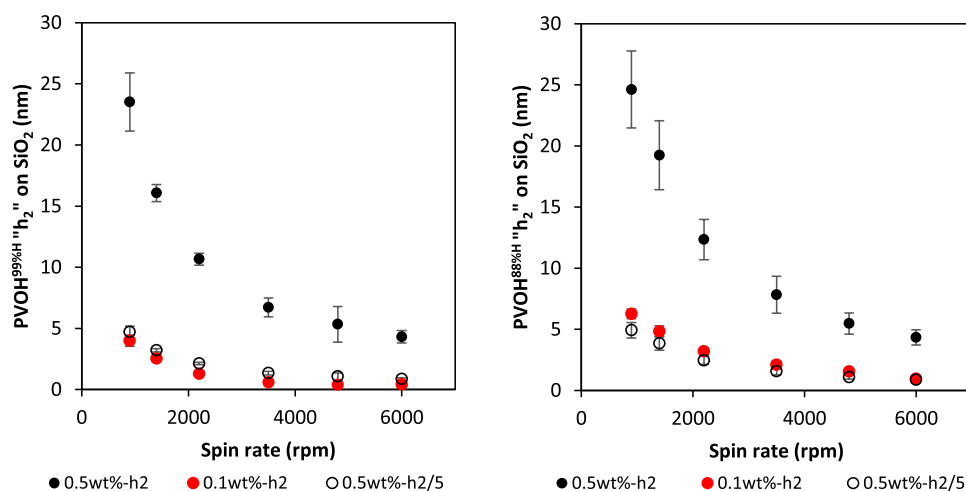 30
25
20
15
10
5
0
PVOH99%H "h2" on SiO2 (nm)
0 2000 4000 6000
Spin rate (rpm)
0.5wt%-h2 0.1wt%-h2 0.5wt%-h2/5
30
25
20
15
10
5
0
PVOH88%H "h2" on SiO2 (nm)
0 2000 4000 6000
Spin rate (rpm)
0.5wt%-h2 0.1wt%-h2 0.5wt%-h2/5